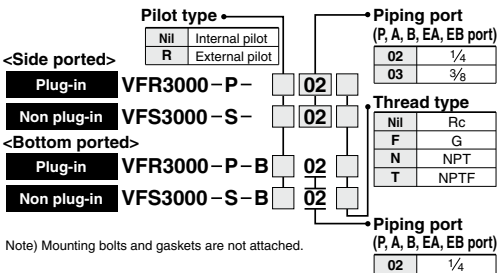 Pilot type
Nil Internal pilot
R External pilot
Piping port
(P, A, B, EA, EB port)
02 1/4
03 3/8
<Side ported>
Plug-in VFR3000-P- 02
Non plug-in VFS3000-S- 02
Thread type
Nil Rc
F G
N NPT
T NPTF
<Bottom ported>
Plug-in VFR3000-P-B 02
Non plug-in VFS3000-S-B 02
Piping port
(P, A, B, EA, EB port)
02 1/4
Note) Mounting bolts and gaskets are not attached.